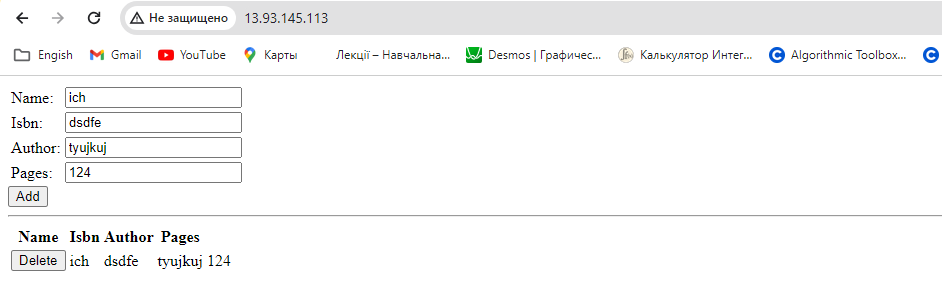 Не защищено 13.93.145.113
Engish Gmail YouTube Карты Лекції – Навчальна... Desmos | Графичес... Калькулятор Интег... Algorithmic Toolbox...
Name: ich
Isbn: dsdfe
Author: tyujkuj
Pages: 124
Add
Name Isbn Author Pages
Delete ich dsdfe tyujkuj 124